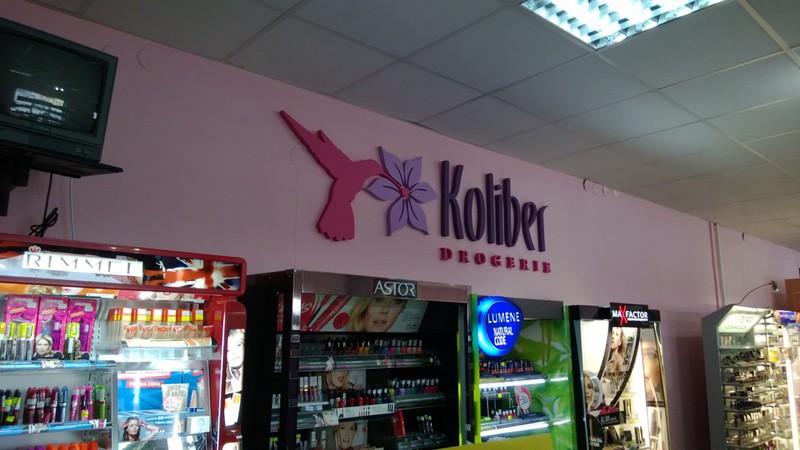 Koliber
DROGERIE
RIMMEL
ASTOR
LUMENE
NATURAL
CODE
MAXFACTOR